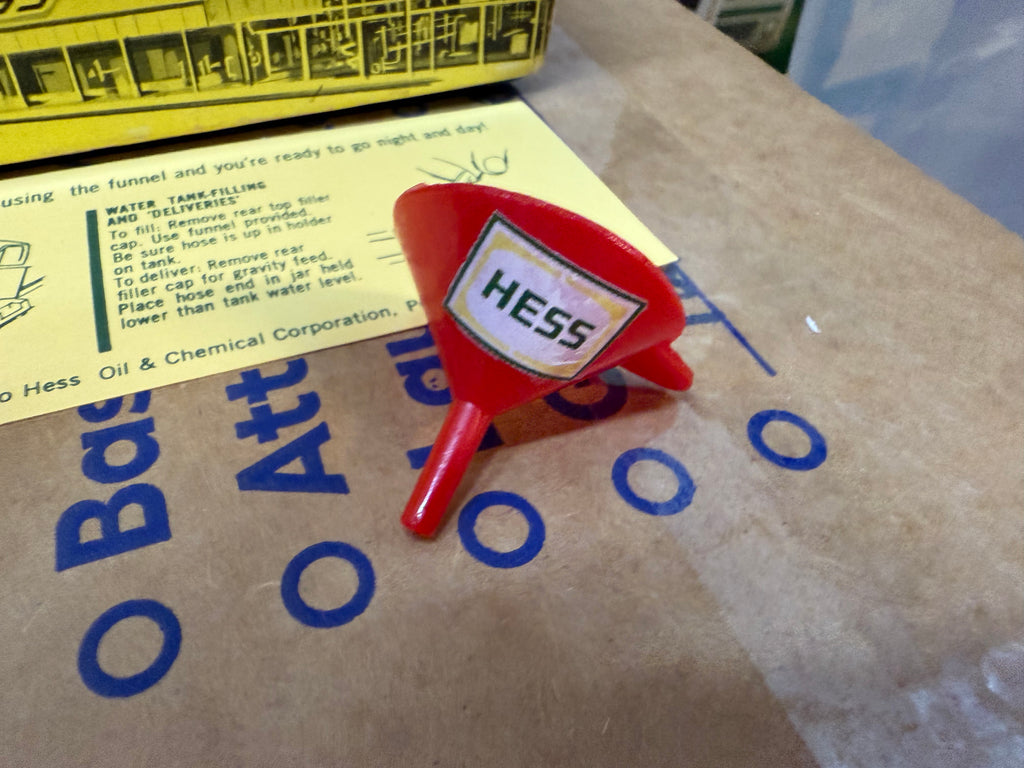 using the funnel and you're ready to go night and day!
WATER TANK-FILLING
AND 'DELIVERIES'
To fill: Remove rear top filler
cap. Use funnel provided.
Be sure hose is up in holder
on tank.
To deliver: Remove rear
filler cap for gravity feed.
Place hose end in jar held
lower than tank water level.
Hess Oil & Chemical Corporation,
HESS
Bas
Att